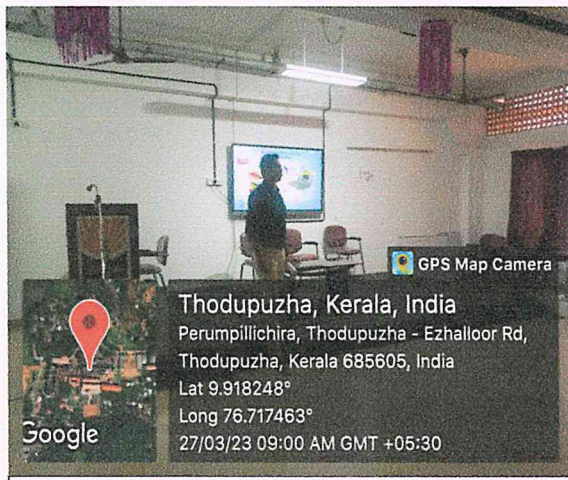 GPS Map Camera
Thodupuzha, Kerala, India
Perumpillichira, Thodupuzha - Ezhalloor Rd,
Thodupuzha, Kerala 685605, India
Lat 9.918248°
Long 76.717463°
27/03/23 09:00 AM GMT +05:30
Google